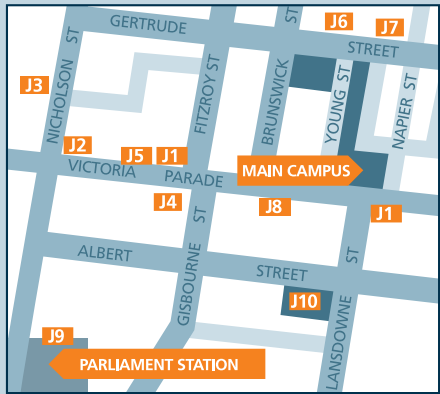 GERTRUDE
STREET
J6
J7
ST
NICHOLSON ST
J3
FITZROY ST
BRUNSWICK
YOUNG ST
NAPIER ST
J2
J5
J1
VICTORIA PARADE
MAIN CAMPUS
J4
J8
J1
ALBERT STREET
GISBOURNE ST
LANSDOWNE ST
J10
J9
PARLIAMENT STATION